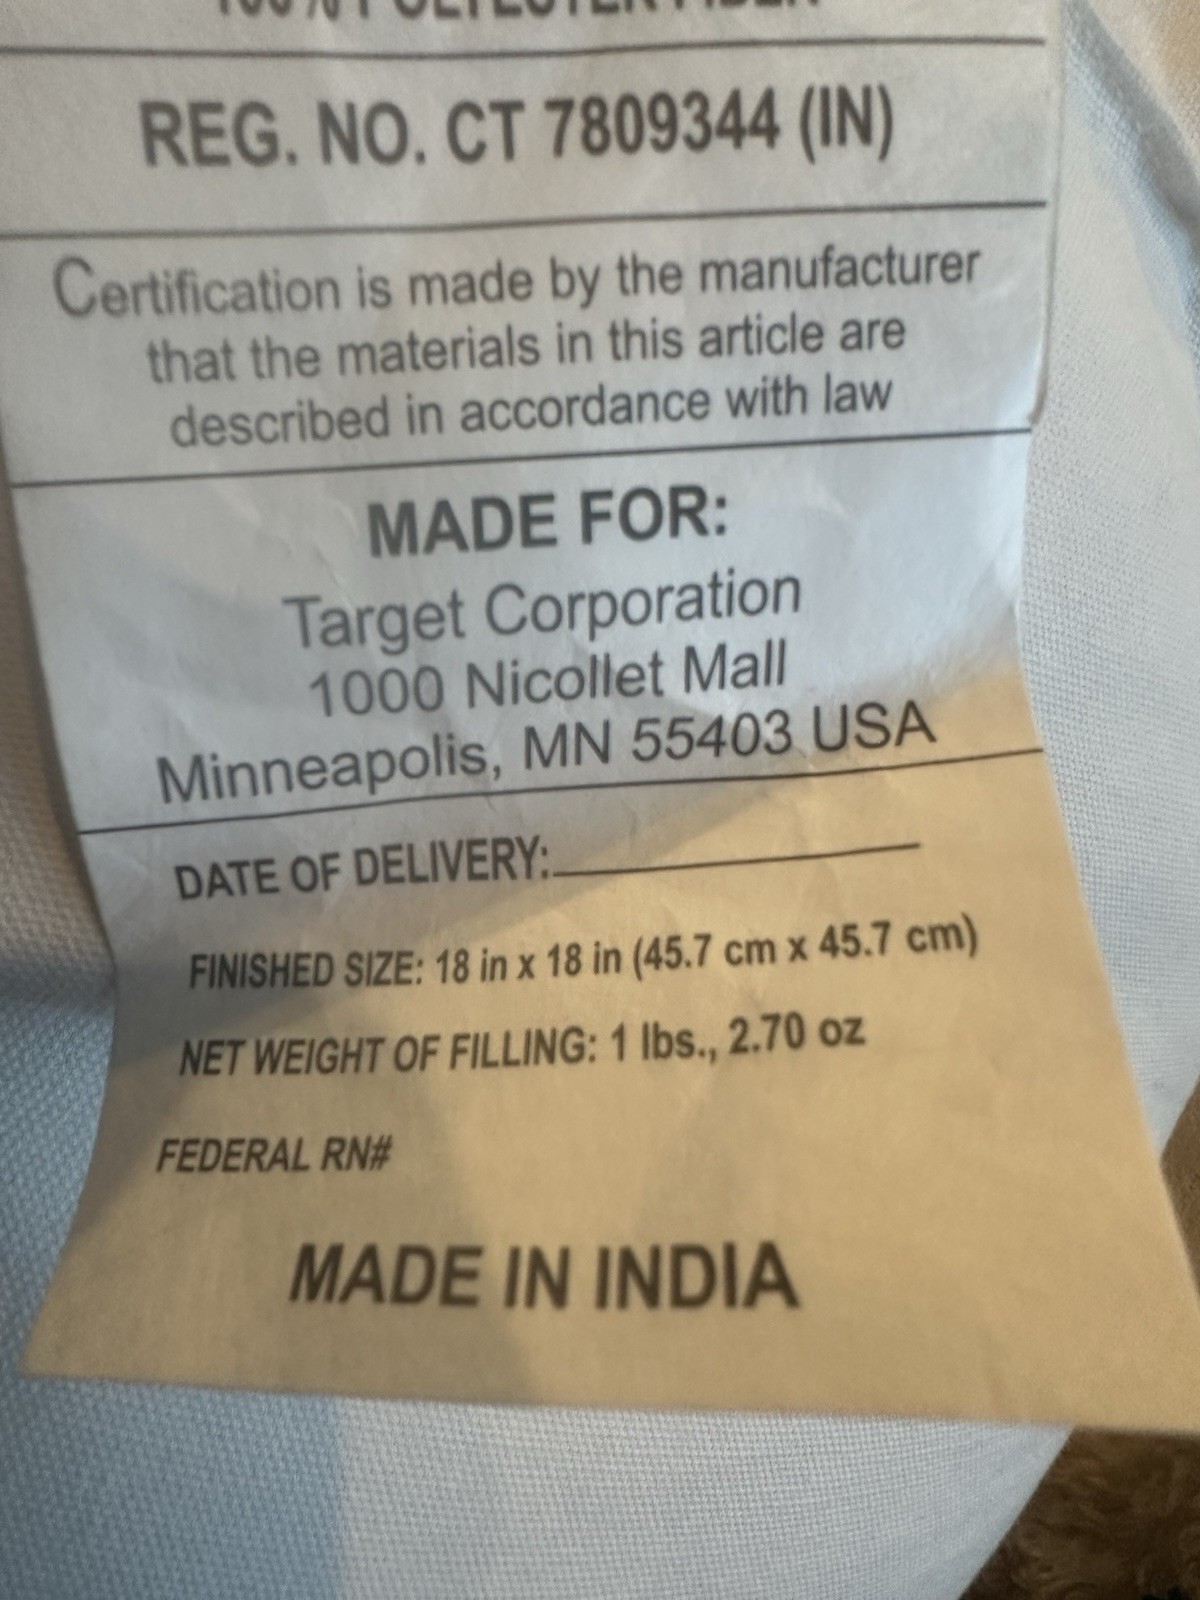 100% POLYESTER FIBER
REG. NO. CT 7809344 (IN)
Certification is made by the manufacturer
that the materials in this article are
described in accordance with law
MADE FOR:
Target Corporation
1000 Nicollet Mall
Minneapolis, MN 55403 USA
DATE OF DELIVERY:
FINISHED SIZE: 18 in x 18 in (45.7 cm x 45.7 cm)
NET WEIGHT OF FILLING: 1 lbs., 2.70 oz
FEDERAL RN#
MADE IN INDIA